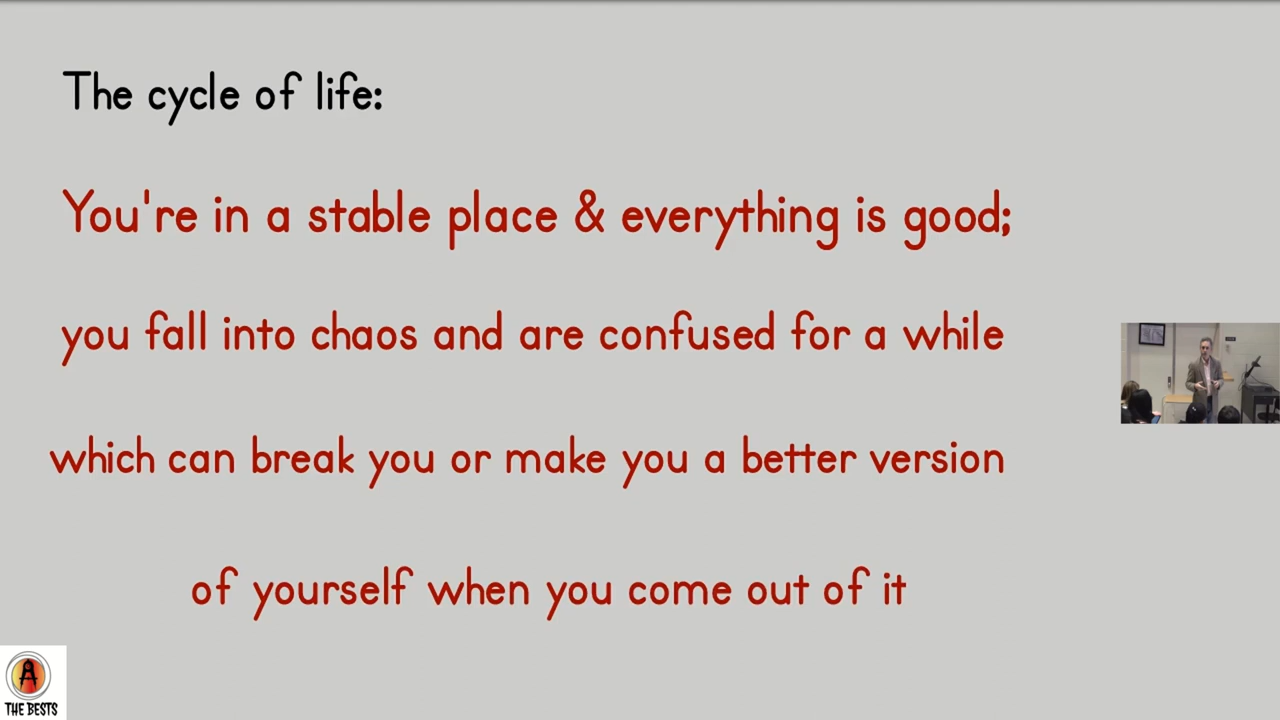 The cycle of life:
You're in a stable place & everything is good;
you fall into chaos and are confused for a while
which can break you or make you a better version
of yourself when you come out of it
A
THE BESTS